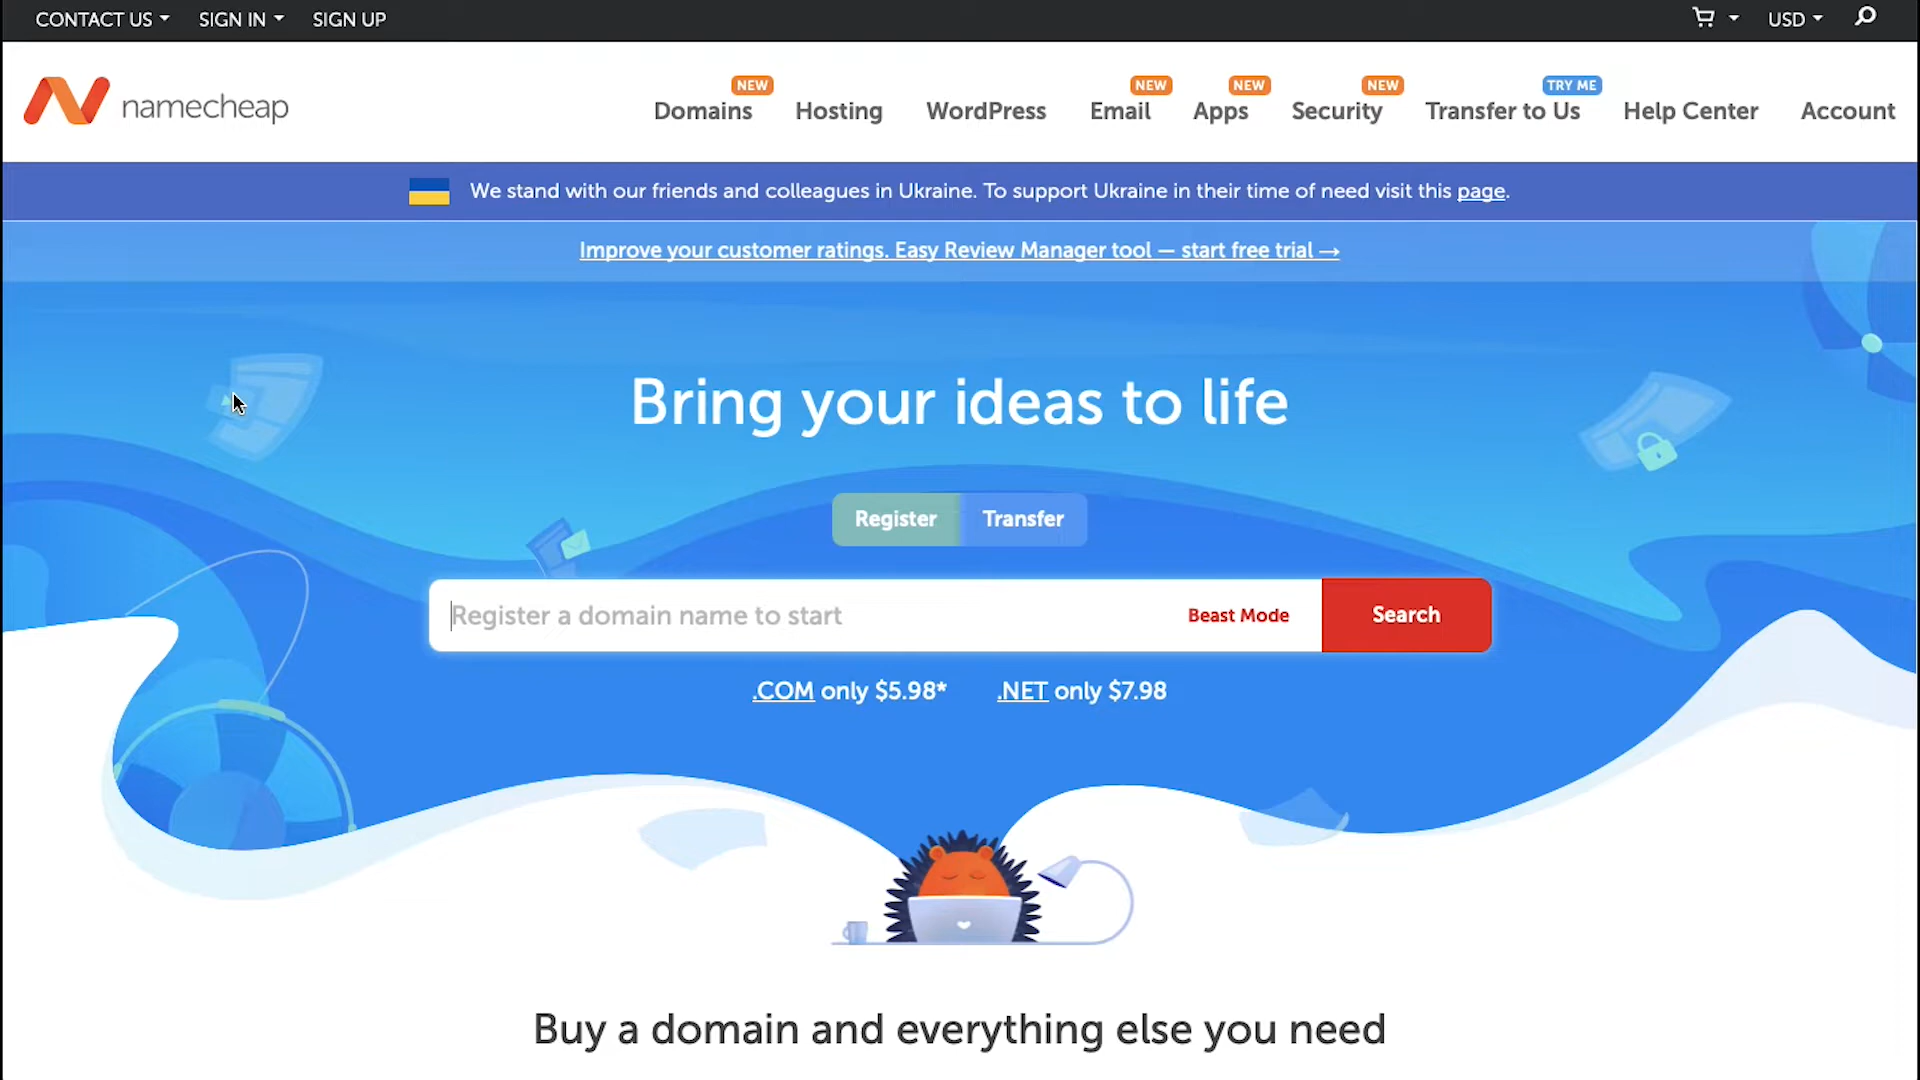 CONTACT US SIGN IN SIGN UP USD
namecheap
NEW NEW NEW NEW TRY ME
Domains Hosting WordPress Email Apps Security Transfer to Us Help Center Account
We stand with our friends and colleagues in Ukraine. To support Ukraine in their time of need visit this page.
Improve your customer ratings. Easy Review Manager tool — start free trial →
Bring your ideas to life
Register Transfer
Register a domain name to start Beast Mode Search
.COM only $5.98* .NET only $7.98
Buy a domain and everything else you need